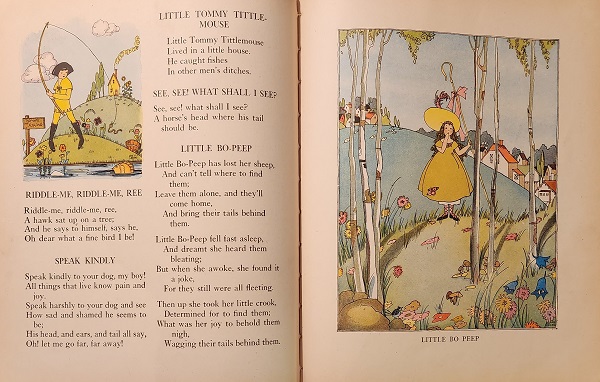 RIDDLE-ME, RIDDLE-ME, REE
Riddle-me, riddle-me, ree,
A hawk sat up on a tree;
And he says to himself, says he,
Oh dear what a fine bird I be!
SPEAK KINDLY
Speak kindly to your dog, my boy!
All things that live know pain and
joy.
Speak harshly to your dog and see
How sad and shamed he seems to
be;
His head, and ears, and tail all say,
Oh! let me go far, far away!
LITTLE TOMMY TITTLE-
MOUSE
Little Tommy Tittlemouse
Lived in a little house.
He caught fishes
In other men's ditches.
SEE, SEE! WHAT SHALL I SEE?
See, see! what shall I see?
A horse's head where his tail
should be.
LITTLE BO-PEEP
Little Bo-Peep has lost her sheep,
And can't tell where to find
them;
Leave them alone, and they'll
come home,
And bring their tails behind
them.
Little Bo-Peep fell fast asleep,
And dreamt she heard them
bleating;
But when she awoke, she found it
a joke,
For they still were all fleeting.
Then up she took her little crook,
Determined for to find them;
What was her joy to behold them
nigh,
Wagging their tails behind them.
LITTLE BO PEEP